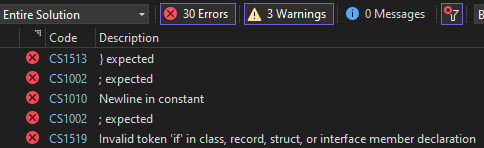 Entire Solution 30 Errors 3 Warnings 0 Messages
Code Description
CS1513 } expected
CS1002 ; expected
CS1010 Newline in constant
CS1002 ; expected
CS1519 Invalid token 'if' in class, record, struct, or interface member declaration